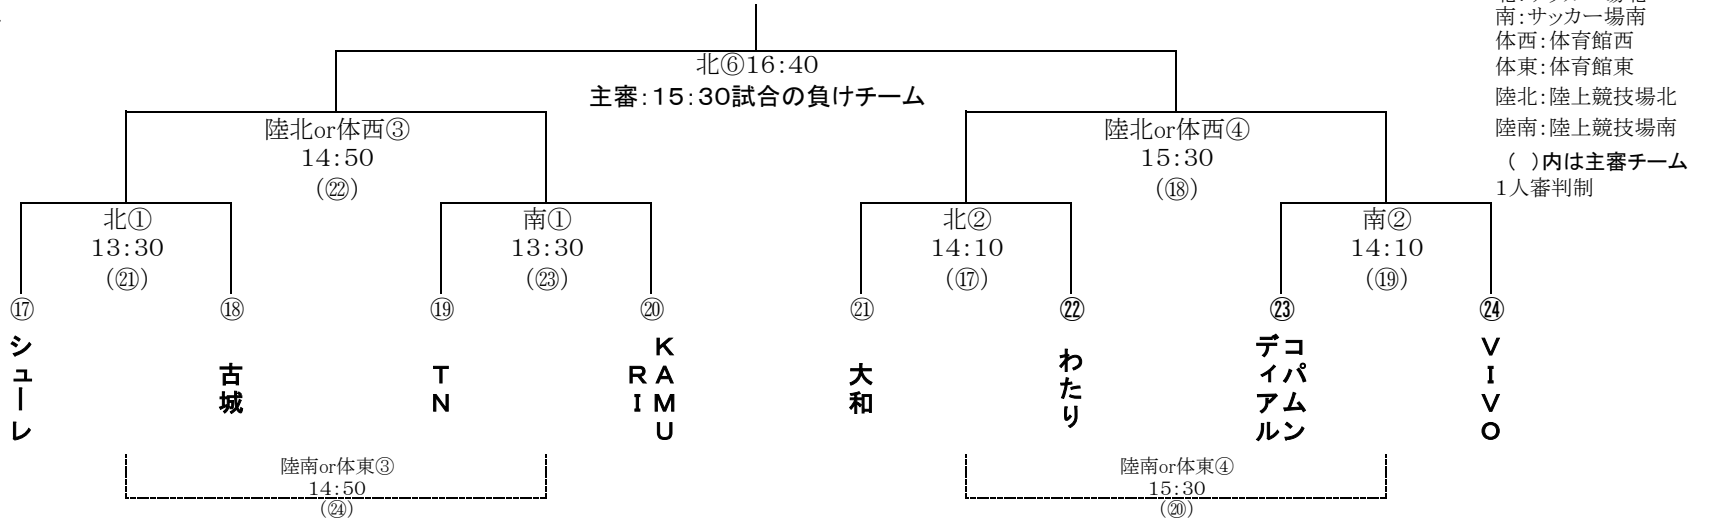 南：サッカー場南
体西：体育館西
体東：体育館東
陸北：陸上競技場北
陸南：陸上競技場南
（　）内は主審チーム
1人審判制
北⑥16：40
主審：15：30試合の負けチーム
陸北or体西③
14：50
（㉒）
陸北or体西④
15：30
（⑱）
北①
13：30
（㉑）
南①
13：30
（㉓）
北②
14：10
（⑰）
南②
14：10
（⑲）
⑰
⑱
⑲
⑳
㉑
㉒
㉓
㉔
シューレ
古城
TN
KAMU
RI
大和
わたり
コパムン
ディアル
VIVO
陸南or体東③
14：50
（㉔）
陸南or体東④
15：30
（⑳）